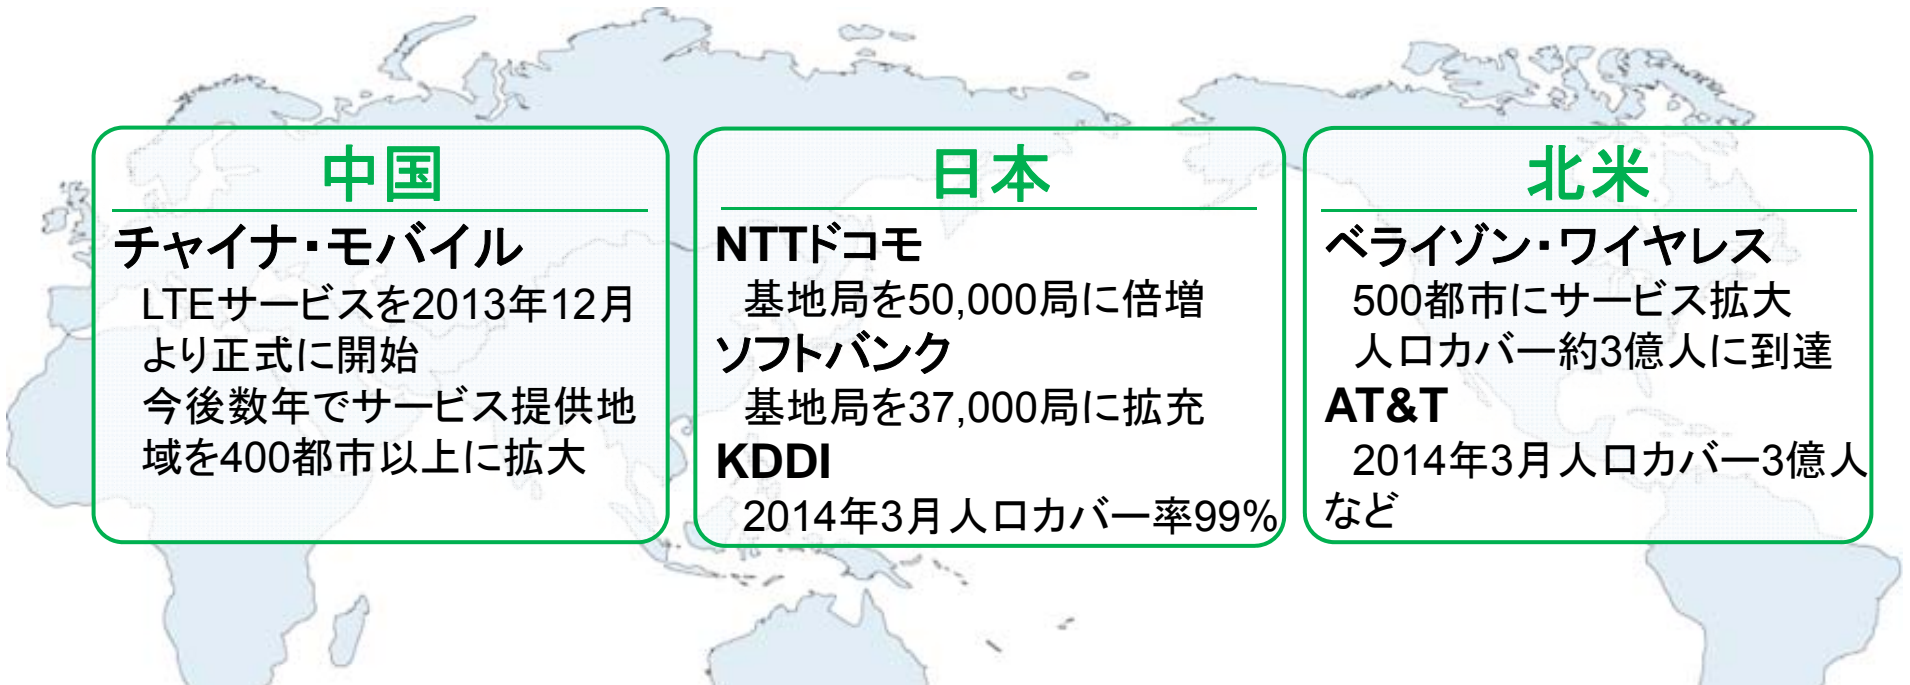 中国
チャイナ・モバイル
LTEサービスを2013年12月
より正式に開始
今後数年でサービス提供地
域を400都市以上に拡大
日本
NTTドコモ
基地局を50,000局に倍増
ソフトバンク
基地局を37,000局に拡充
KDDI
2014年3月人口カバー率99%
北米
ベライゾン・ワイヤレス
500都市にサービス拡大
人口カバー約3億人に到達
AT&T
2014年3月人口カバー3億人
など